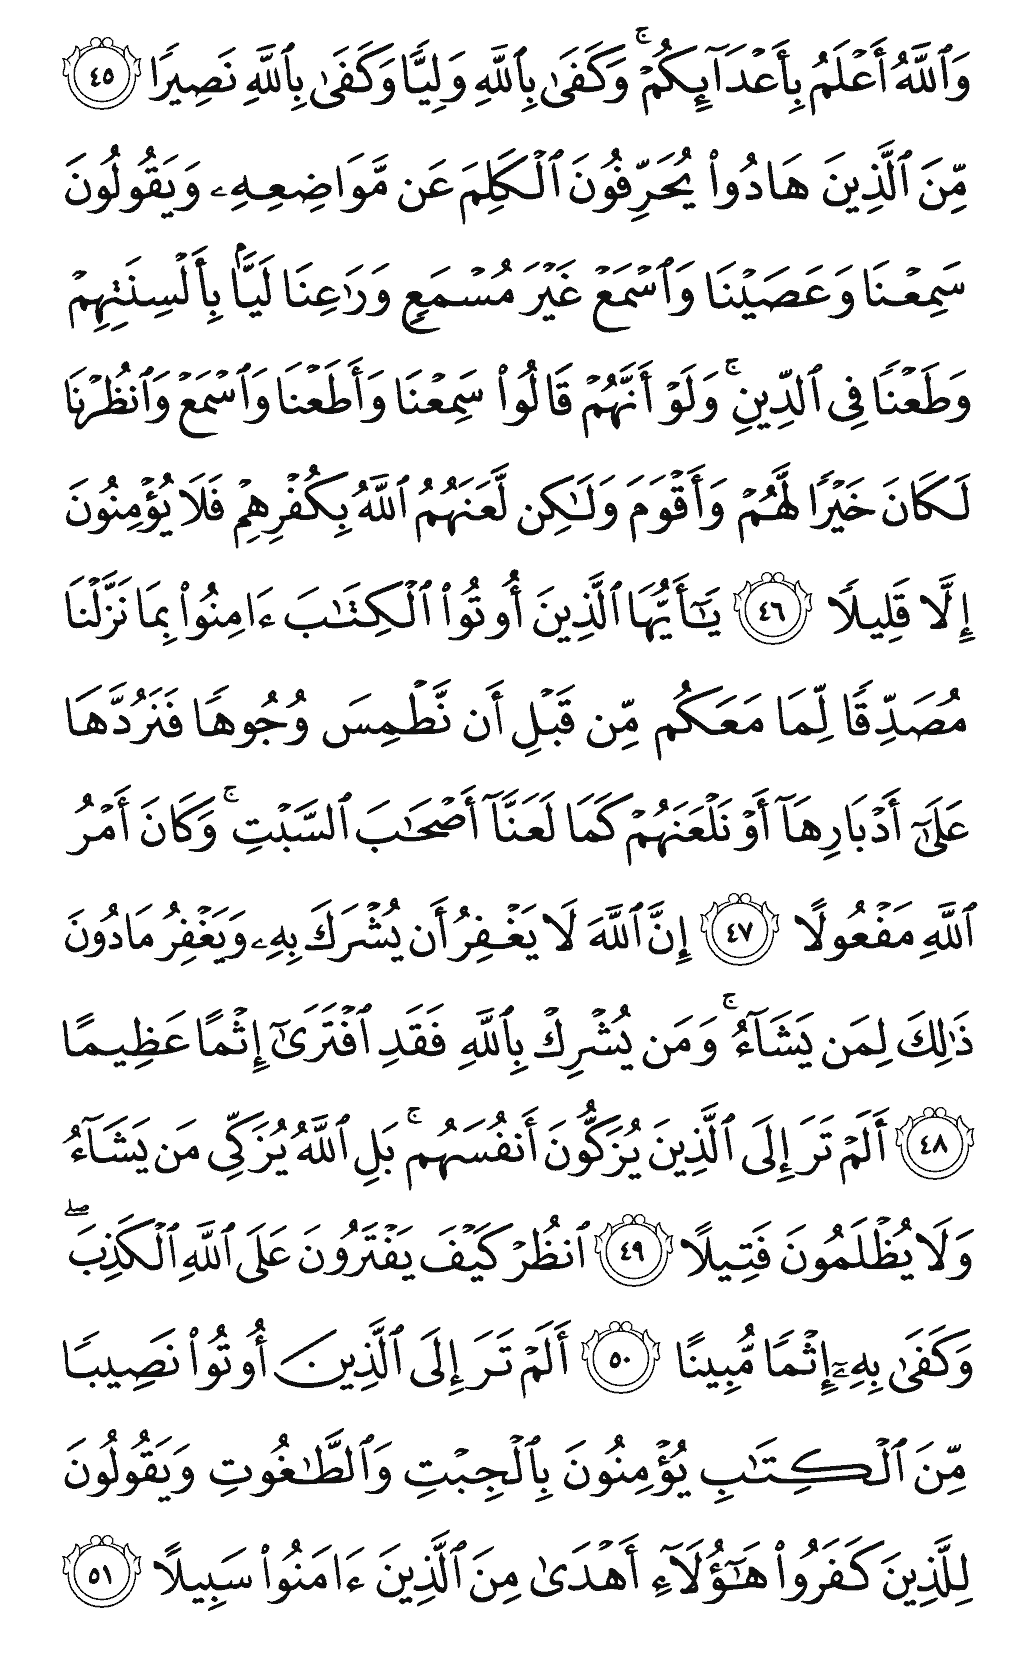 وَٱللَّهُ أَعۡلَمُ بِأَعۡدَآئِكُمۡۚ وَكَفَىٰ بِٱللَّهِ وَلِيّٗا وَكَفَىٰ بِٱللَّهِ نَصِيرٗا ٤٥
مِّنَ ٱلَّذِينَ هَادُواْ يُحَرِّفُونَ ٱلۡكَلِمَ عَن مَّوَاضِعِهِۦ وَيَقُولُونَ
سَمِعۡنَا وَعَصَيۡنَا وَٱسۡمَعۡ غَيۡرَ مُسۡمَعٖ وَرَٰعِنَا لَيَّۢا بِأَلۡسِنَتِهِمۡ
وَطَعۡنٗا فِي ٱلدِّينِۚ وَلَوۡ أَنَّهُمۡ قَالُواْ سَمِعۡنَا وَأَطَعۡنَا وَٱسۡمَعۡ وَٱنظُرۡنَا
لَكَانَ خَيۡرٗا لَّهُمۡ وَأَقۡوَمَ وَلَٰكِن لَّعَنَهُمُ ٱللَّهُ بِكُفۡرِهِمۡ فَلَا يُؤۡمِنُونَ
إِلَّا قَلِيلٗا ٤٦ يَٰٓأَيُّهَا ٱلَّذِينَ أُوتُواْ ٱلۡكِتَٰبَ ءَامِنُواْ بِمَا نَزَّلۡنَا
مُصَدِّقٗا لِّمَا مَعَكُم مِّن قَبۡلِ أَن نَّطۡمِسَ وُجُوهٗا فَنَرُدَّهَا
عَلَىٰٓ أَدۡبَارِهَآ أَوۡ نَلۡعَنَهُمۡ كَمَا لَعَنَّآ أَصۡحَٰبَ ٱلسَّبۡتِۚ وَكَانَ أَمۡرُ
ٱللَّهِ مَفۡعُولًا ٤٧ إِنَّ ٱللَّهَ لَا يَغۡفِرُ أَن يُشۡرَكَ بِهِۦ وَيَغۡفِرُ مَا دُونَ
ذَٰلِكَ لِمَن يَشَآءُۚ وَمَن يُشۡرِكۡ بِٱللَّهِ فَقَدِ ٱفۡتَرَىٰٓ إِثۡمًا عَظِيمًا
٤٨ أَلَمۡ تَرَ إِلَى ٱلَّذِينَ يُزَكُّونَ أَنفُسَهُمۚ بَلِ ٱللَّهُ يُزَكِّي مَن يَشَآءُ
وَلَا يُظۡلَمُونَ فَتِيلًا ٤٩ ٱنظُرۡ كَيۡفَ يَفۡتَرُونَ عَلَى ٱللَّهِ ٱلۡكَذِبَۖ
وَكَفَىٰ بِهِۦٓ إِثۡمٗا مُّبِينًا ٥٠ أَلَمۡ تَرَ إِلَى ٱلَّذِينَ أُوتُواْ نَصِيبٗا
مِّنَ ٱلۡكِتَٰبِ يُؤۡمِنُونَ بِٱلۡجِبۡتِ وَٱلطَّٰغُوتِ وَيَقُولُونَ
لِلَّذِينَ كَفَرُواْ هَٰٓؤُلَآءِ أَهۡدَىٰ مِنَ ٱلَّذِينَ ءَامَنُواْ سَبِيلًا ٥١